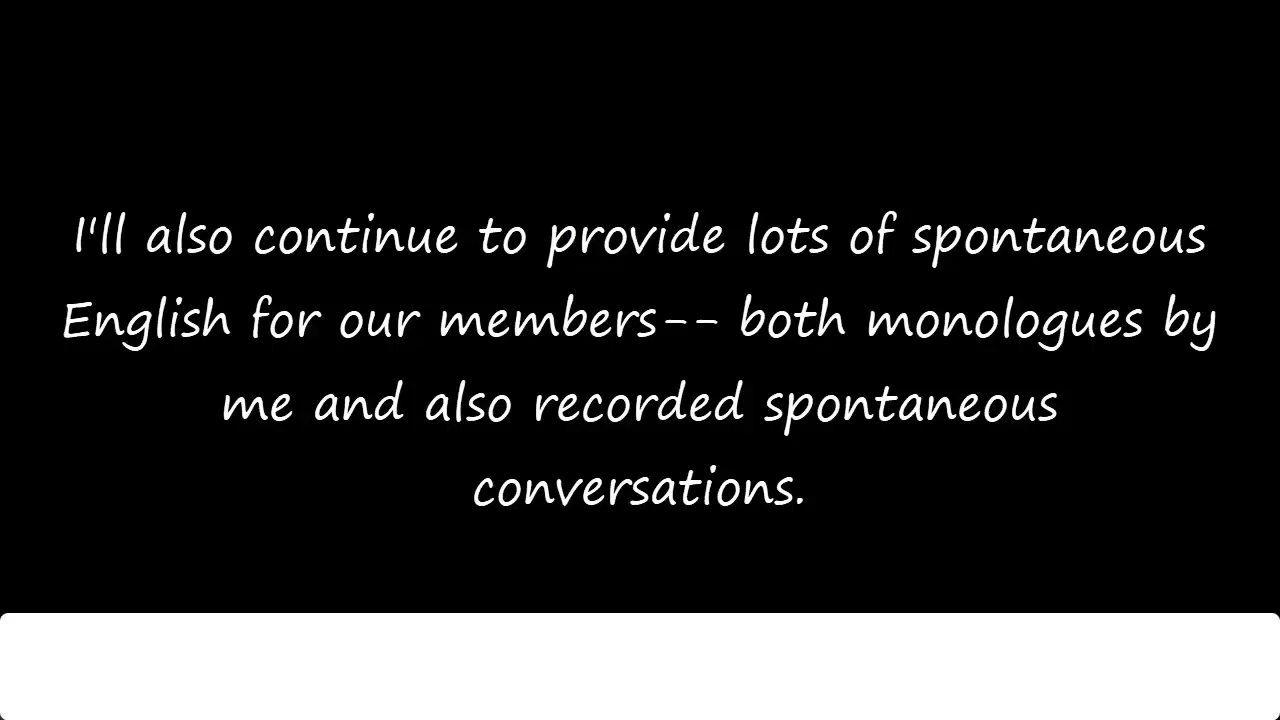 I'll also continue to provide lots of spontaneous
English for our members-- both monologues by
me and also recorded spontaneous
conversations.